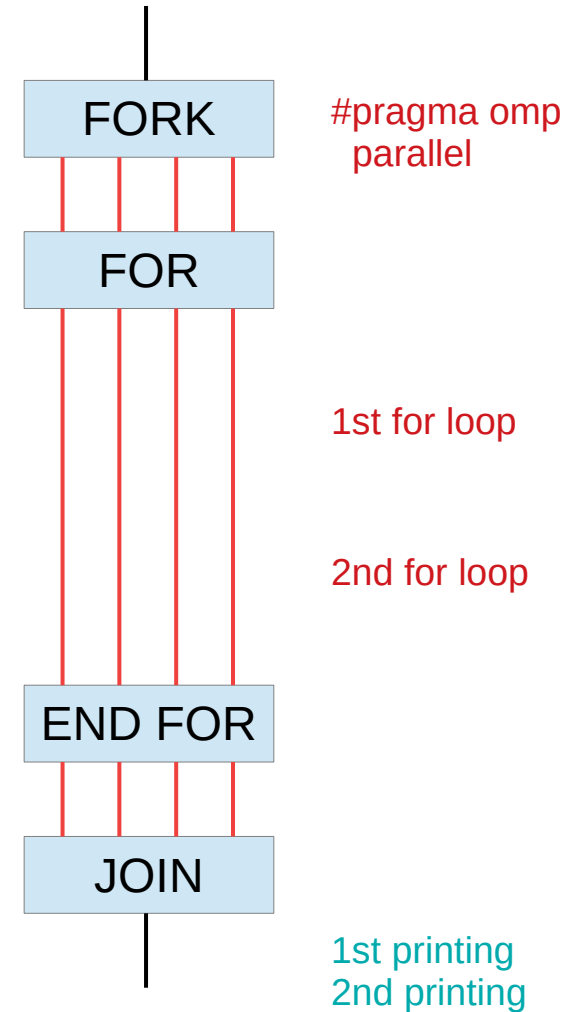 FORK
#pragma omp
parallel
FOR
1st for loop
2nd for loop
END FOR
JOIN
1st printing
2nd printing